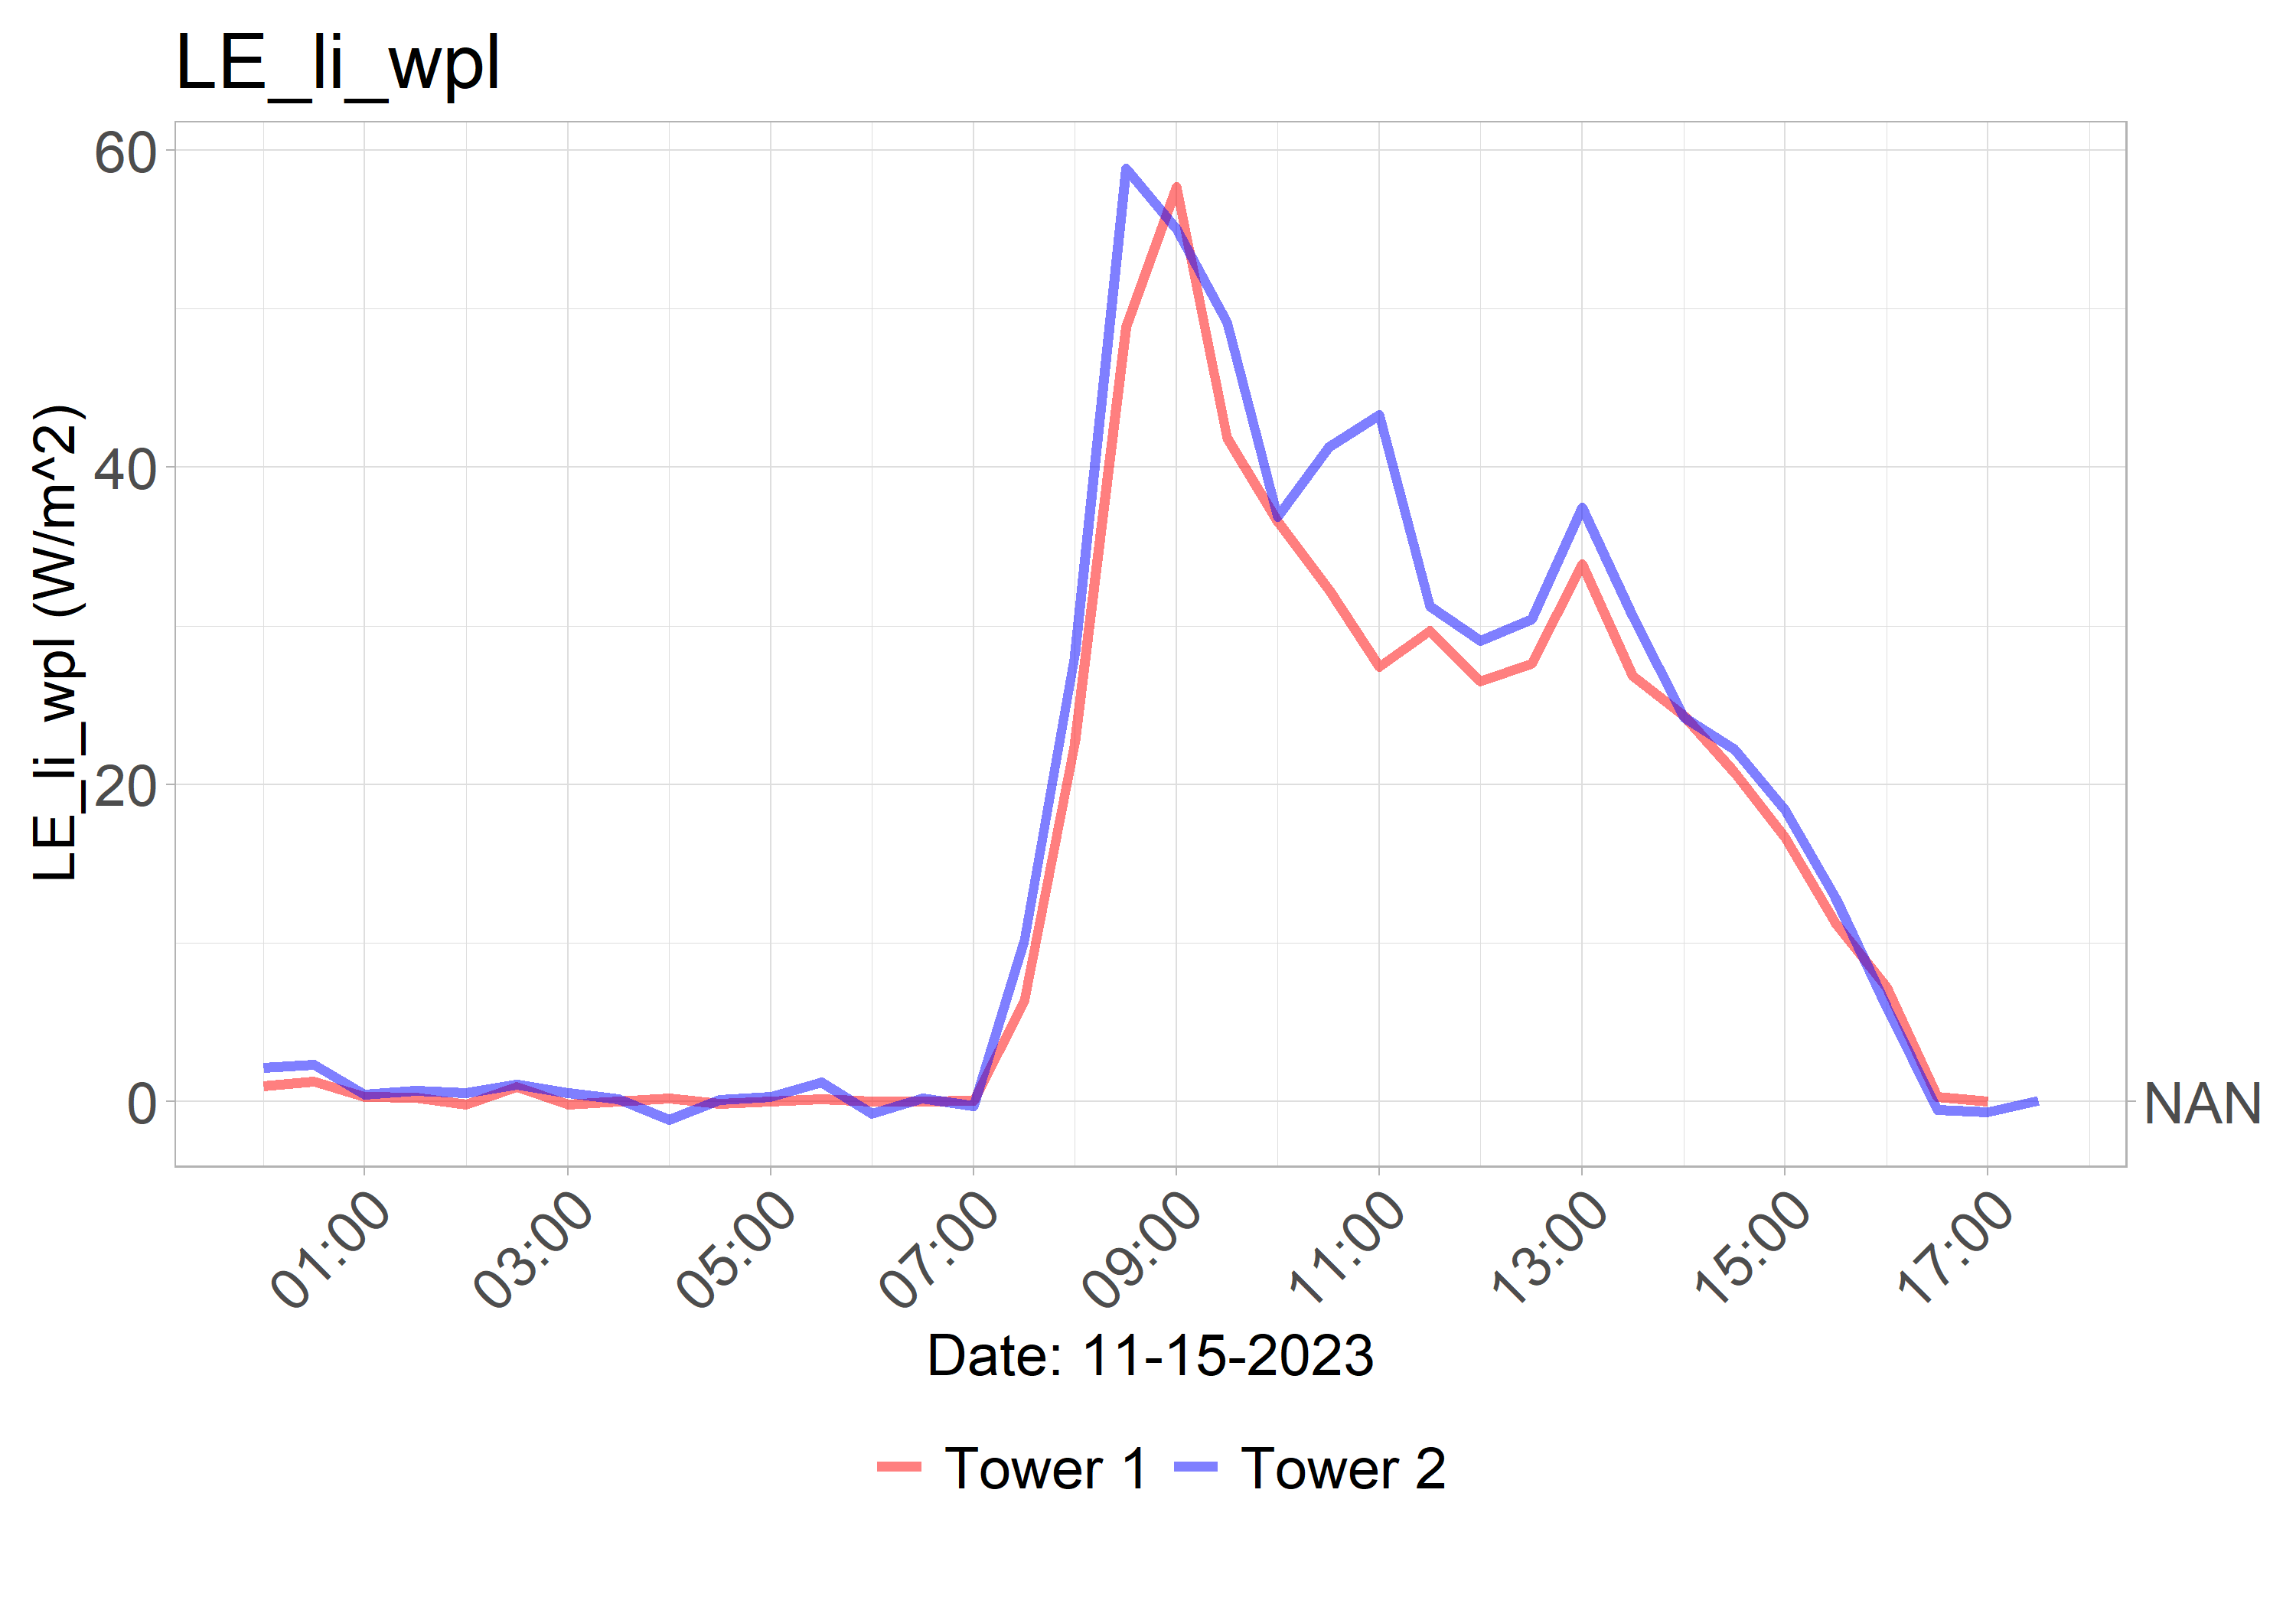 LE_li_wpl
LE_li_wpl (W/m^2)
60
40
20
0
NAN
01:00 03:00 05:00 07:00 09:00 11:00 13:00 15:00 17:00
Date: 11-15-2023
Tower 1 Tower 2